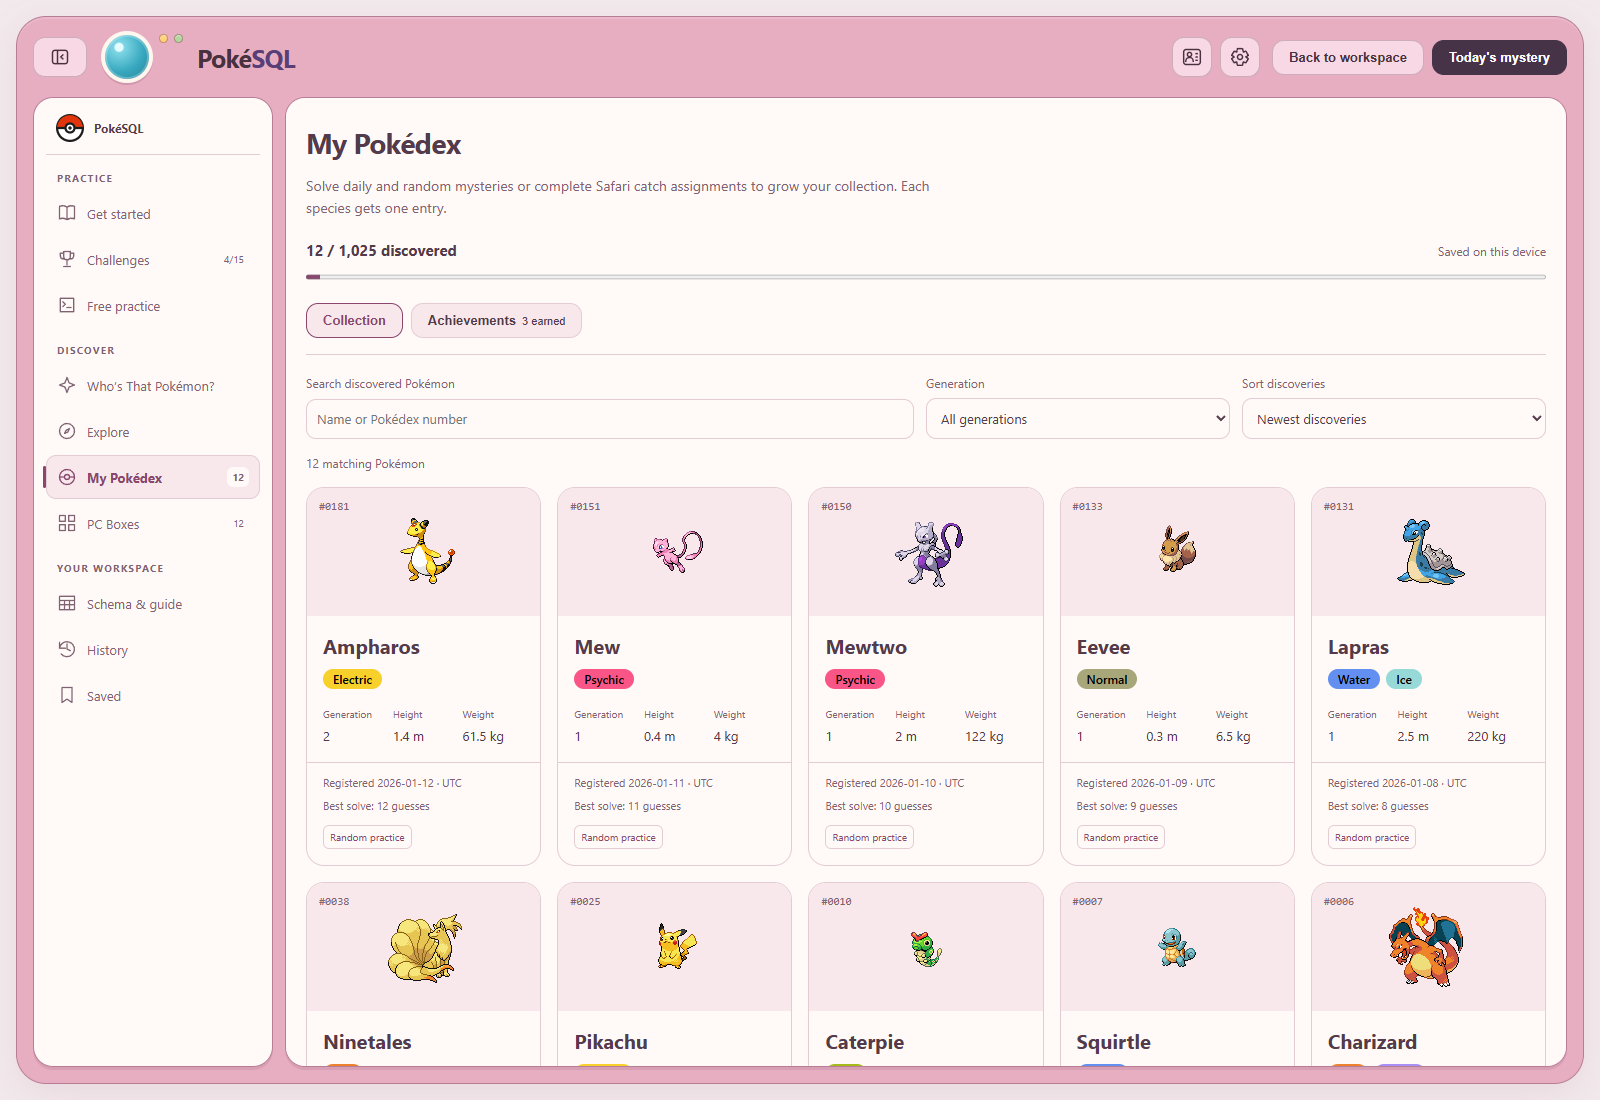 PokéSQL
Back to workspace
Today's mystery
PokéSQL
PRACTICE
Get started
Challenges 4/15
Free practice
DISCOVER
Who's That Pokémon?
Explore
My Pokédex 12
PC Boxes 12
YOUR WORKSPACE
Schema & guide
History
Saved
My Pokédex
Solve daily and random mysteries or complete Safari catch assignments to grow your collection. Each
species gets one entry.
12 / 1,025 discovered
Saved on this device
Collection
Achievements 3 earned
Search discovered Pokémon
Name or Pokédex number
Generation
All generations
Sort discoveries
Newest discoveries
12 matching Pokémon
#0181
Ampharos
Electric
Generation Height Weight
2 1.4 m 61.5 kg
Registered 2026-01-12 · UTC
Best solve: 12 guesses
Random practice
#0151
Mew
Psychic
Generation Height Weight
1 0.4 m 4 kg
Registered 2026-01-11 · UTC
Best solve: 11 guesses
Random practice
#0150
Mewtwo
Psychic
Generation Height Weight
1 2 m 122 kg
Registered 2026-01-10 · UTC
Best solve: 10 guesses
Random practice
#0133
Eevee
Normal
Generation Height Weight
1 0.3 m 6.5 kg
Registered 2026-01-09 · UTC
Best solve: 9 guesses
Random practice
#0131
Lapras
Water Ice
Generation Height Weight
1 2.5 m 220 kg
Registered 2026-01-08 · UTC
Best solve: 8 guesses
Random practice
#0038
Ninetales
#0025
Pikachu
#0010
Caterpie
#0007
Squirtle
#0006
Charizard